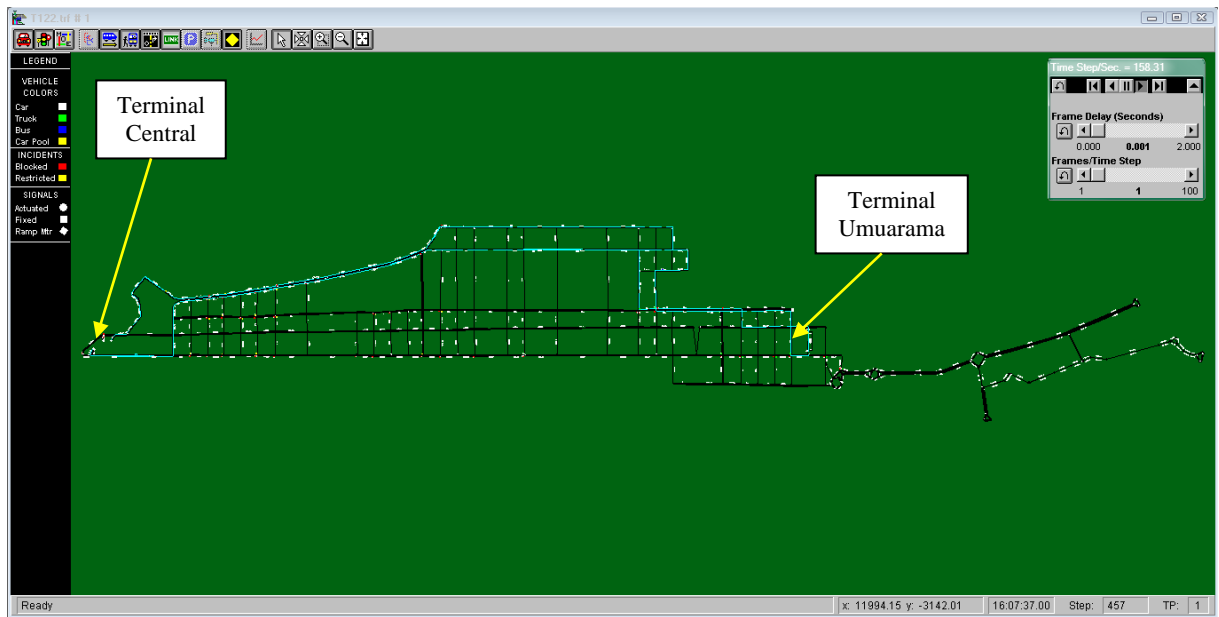 T122.trf # 1
LINK
LEGEND
VEHICLE
COLORS
Car
Truck
Bus
Car Pool
INCIDENTS
Blocked
Restricted
SIGNALS
Actuated
Fixed
Ramp Mtr
Terminal
Central
Terminal
Umuarama
Time Step/Sec. = 158.31
Frame Delay (Seconds)
0.000 0.001 2.000
Frames/Time Step
1 1 100
Ready
x: 11994.15 y: -3142.01
16:07:37.00
Step: 457
TP: 1